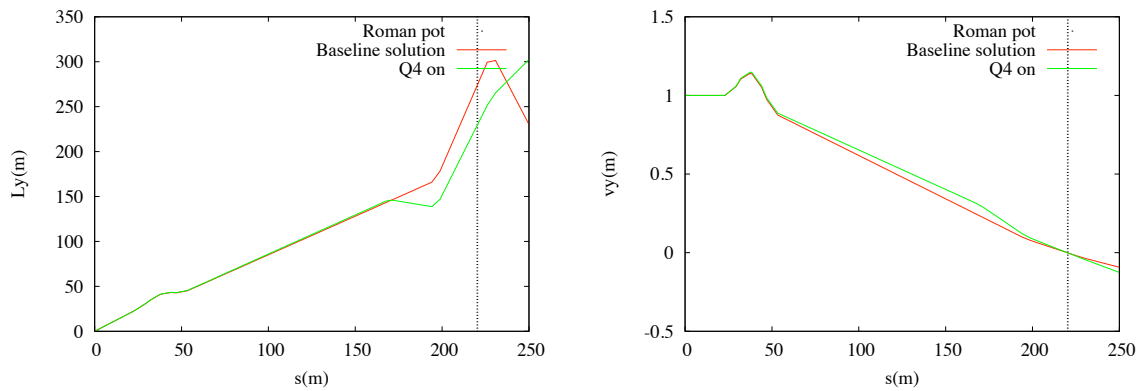 350
300
250
200
150
100
50
0
Ly(m)
0 50 100 150 200 250
s(m)
Roman pot
Baseline solution
Q4 on
1.5
1
0.5
0
-0.5
vy(m)
0 50 100 150 200 250
s(m)
Roman pot
Baseline solution
Q4 on